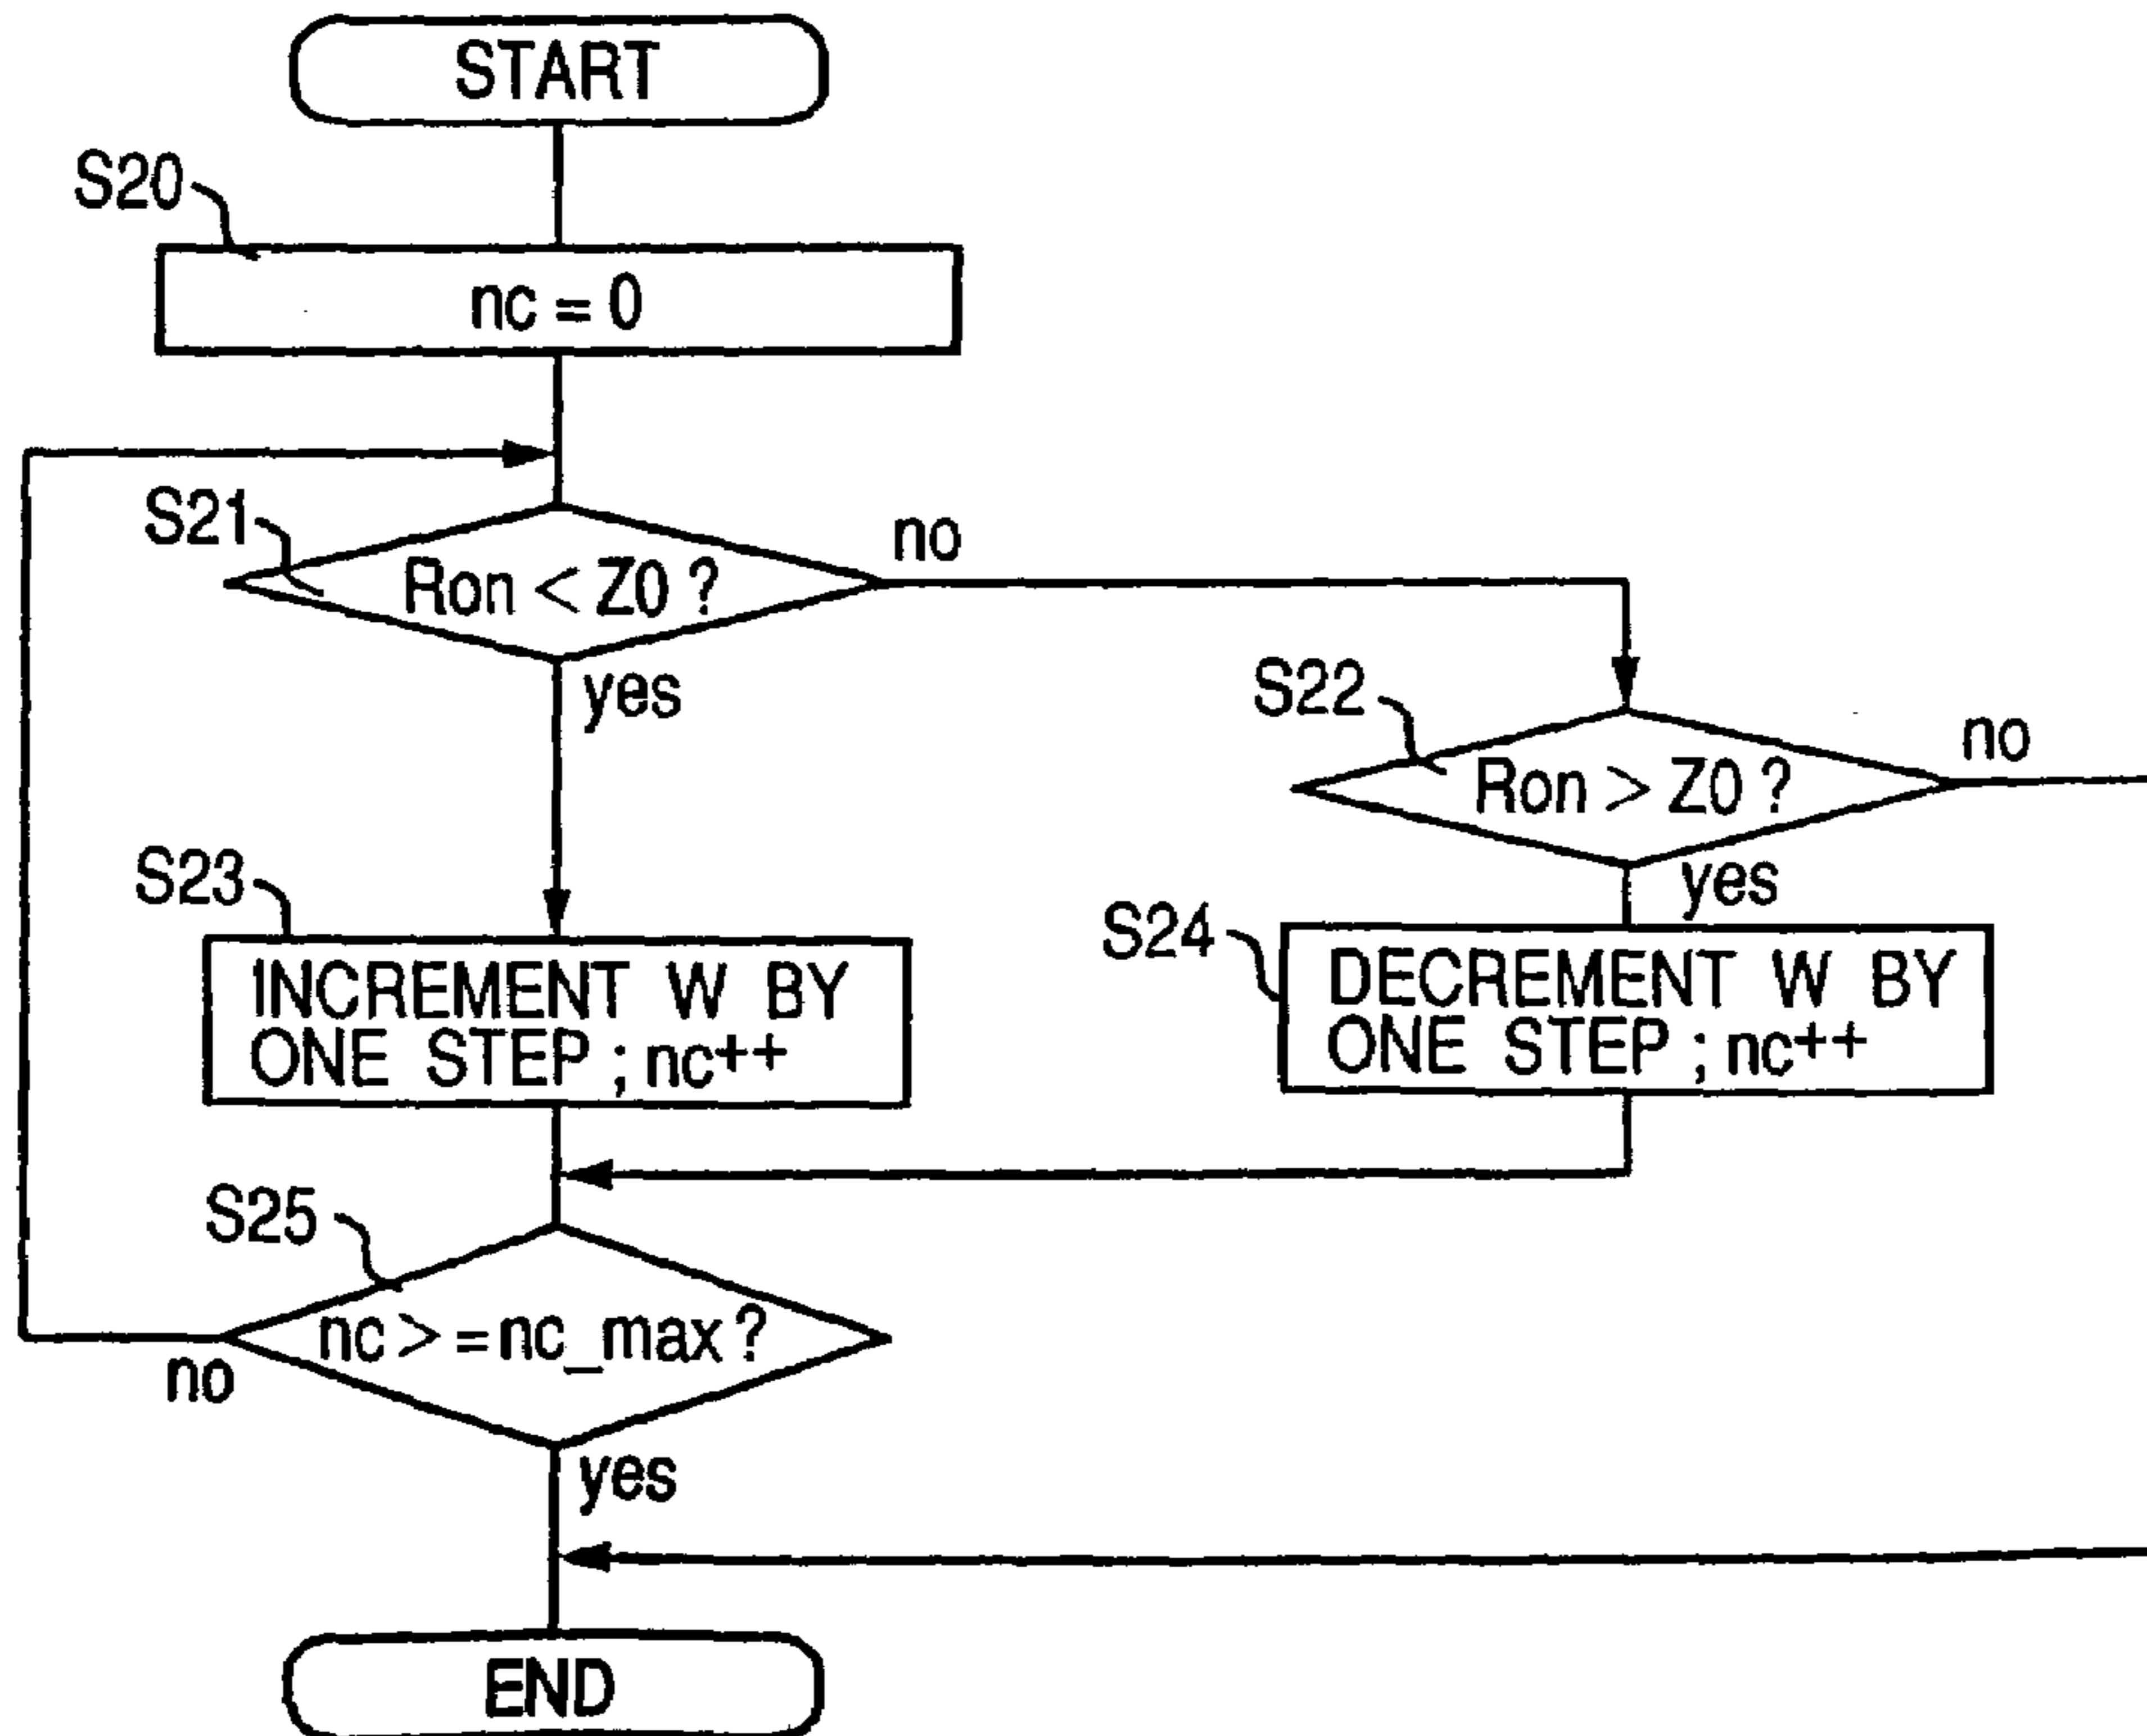 START
S20
nc = 0
S21
Ron < Z0 ?
no
yes
S22
Ron > Z0 ?
no
yes
S23
INCREMENT W BY
ONE STEP ; nc++
S24
DECREMENT W BY
ONE STEP ; nc++
S25
nc > = nc_max ?
no
yes
END